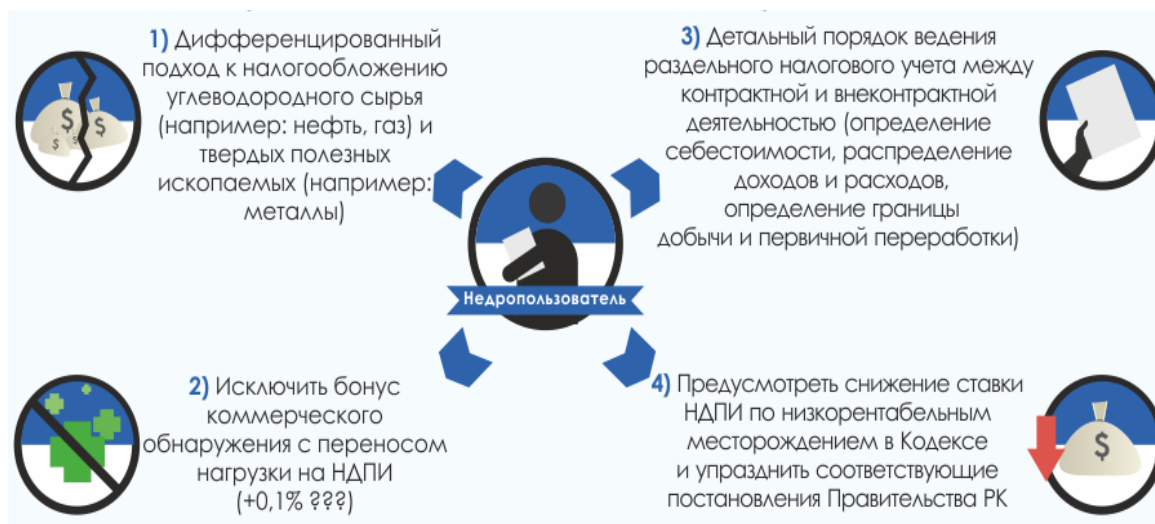 1) Дифференцированный
подход к налогообложению
углеводородного сырья
(например: нефть, газ) и
твердых полезных
ископаемых (например:
металлы)
2) Исключить бонус
коммерческого
обнаружения с переносом
нагрузки на НДПИ
(+0,1% ???)
3) Детальный порядок ведения
раздельного налогового учета между
контрактной и внеконтрактной
деятельностью (определение
себестоимости, распределение
доходов и расходов,
определение границы
добычи и первичной переработки)
4) Предусмотреть снижение ставки
НДПИ по низкорентабельным
месторождением в Кодексе
и упразднить соответствующие
постановления Правительства РК
Недропользователь
$
$
$
$
$